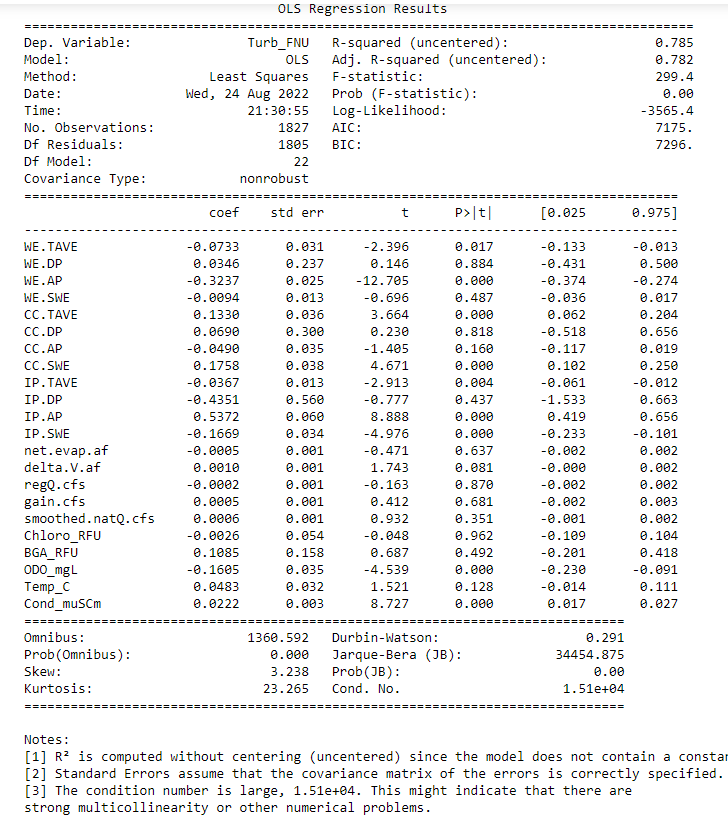 OLS Regression Results
==============================================================================
Dep. Variable: Turb_FNU R-squared (uncentered): 0.785
Model: OLS Adj. R-squared (uncentered): 0.782
Method: Least Squares F-statistic: 299.4
Date: Wed, 24 Aug 2022 Prob (F-statistic): 0.00
Time: 21:30:55 Log-Likelihood: -3565.4
No. Observations: 1827 AIC: 7175.
Df Residuals: 1805 BIC: 7296.
Df Model: 22
Covariance Type: nonrobust
==============================================================================
coef std err t P>|t| [0.025 0.975]
------------------------------------------------------------------------------
WE.TAVE -0.0733 0.031 -2.396 0.017 -0.133 -0.013
WE.DP 0.0346 0.237 0.146 0.884 -0.431 0.500
WE.AP -0.3237 0.025 -12.705 0.000 -0.374 -0.274
WE.SWE -0.0094 0.013 -0.696 0.487 -0.036 0.017
CC.TAVE 0.1330 0.036 3.664 0.000 0.062 0.204
CC.DP 0.0690 0.300 0.230 0.818 -0.518 0.656
CC.AP -0.0490 0.035 -1.405 0.160 -0.117 0.019
CC.SWE 0.1758 0.038 4.671 0.000 0.102 0.250
IP.TAVE -0.0367 0.013 -2.913 0.004 -0.061 -0.012
IP.DP -0.4351 0.560 -0.777 0.437 -1.533 0.663
IP.AP 0.5372 0.060 8.888 0.000 0.419 0.656
IP.SWE -0.1669 0.034 -4.976 0.000 -0.233 -0.101
net.evap.af -0.0005 0.001 -0.471 0.637 -0.002 0.002
delta.V.af 0.0010 0.001 1.743 0.081 -0.000 0.002
regQ.cfs -0.0002 0.001 -0.163 0.870 -0.002 0.002
gain.cfs 0.0005 0.001 0.412 0.681 -0.002 0.003
smoothed.natQ.cfs 0.0006 0.001 0.932 0.351 -0.001 0.002
Chloro_RFU -0.0026 0.054 -0.048 0.962 -0.109 0.104
BGA_RFU 0.1085 0.158 0.687 0.492 -0.201 0.418
ODO_mgL -0.1605 0.035 -4.539 0.000 -0.230 -0.091
Temp_C 0.0483 0.032 1.521 0.128 -0.014 0.111
Cond_muSCm 0.0222 0.003 8.727 0.000 0.017 0.027
==============================================================================
Omnibus: 1360.592 Durbin-Watson: 0.291
Prob(Omnibus): 0.000 Jarque-Bera (JB): 34454.875
Skew: 3.238 Prob(JB): 0.00
Kurtosis: 23.265 Cond. No. 1.51e+04
==============================================================================
Notes:
[1] R² is computed without centering (uncentered) since the model does not contain a constan
[2] Standard Errors assume that the covariance matrix of the errors is correctly specified.
[3] The condition number is large, 1.51e+04. This might indicate that there are
strong multicollinearity or other numerical problems.